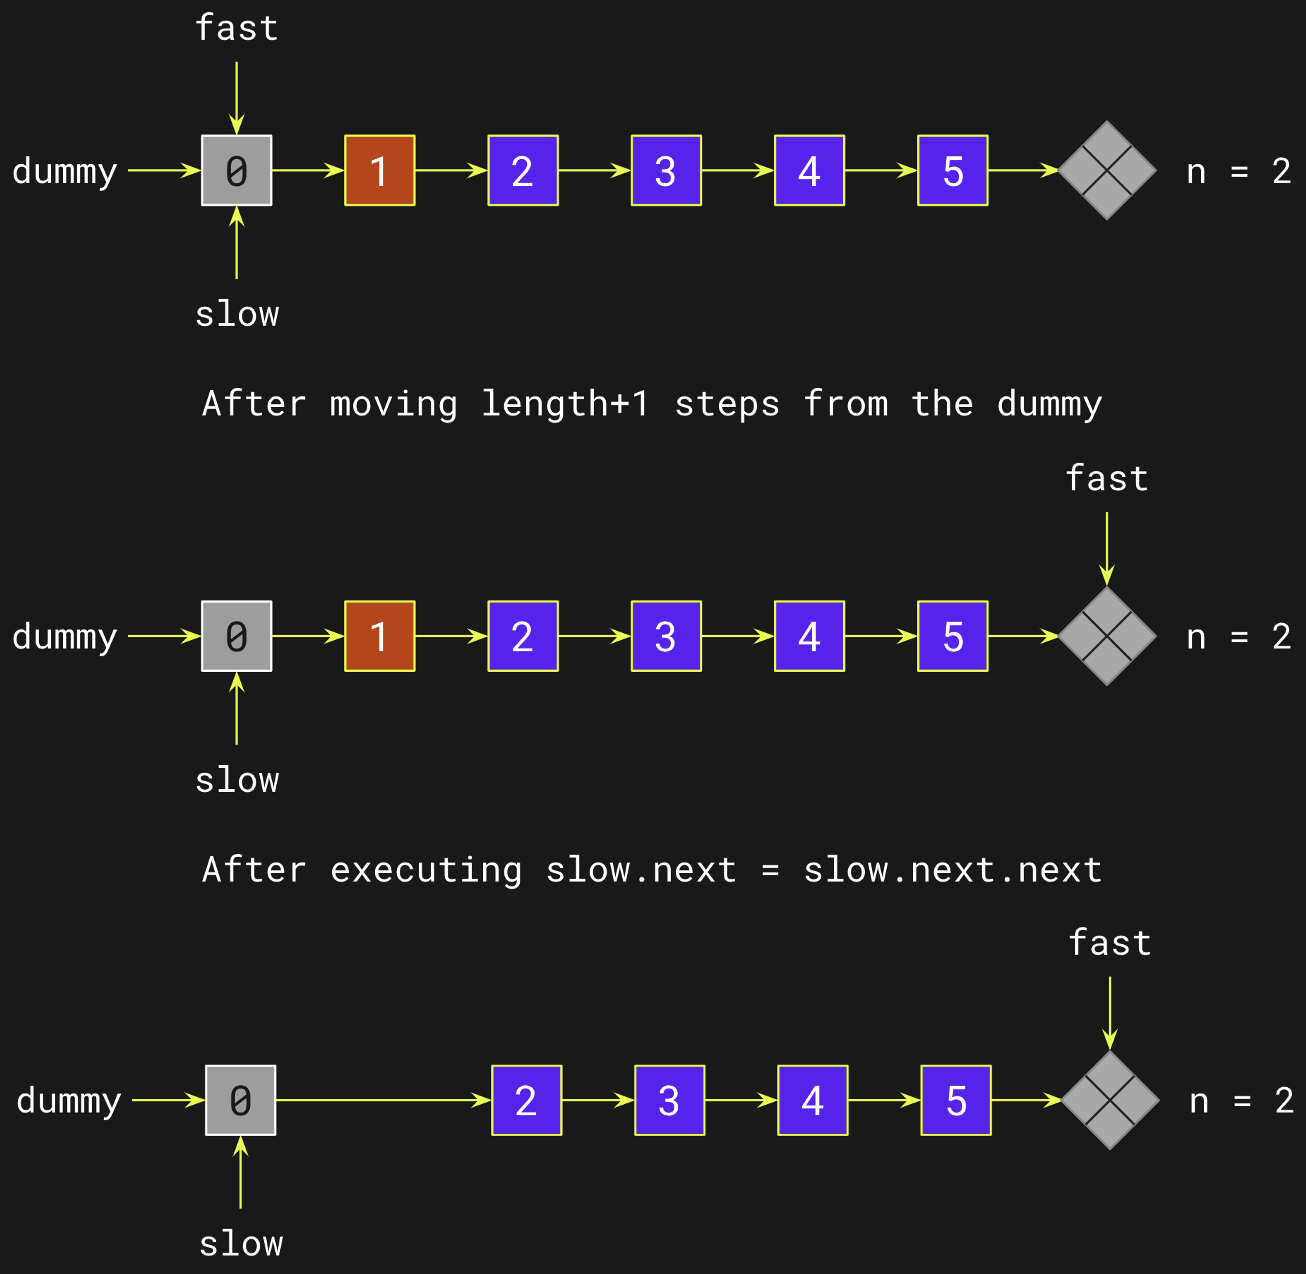 fast
dummy 0 1 2 3 4 5 n = 2
slow
After moving length+1 steps from the dummy
fast
dummy 0 1 2 3 4 5 n = 2
slow
After executing slow.next = slow.next.next
fast
dummy 0 2 3 4 5 n = 2
slow